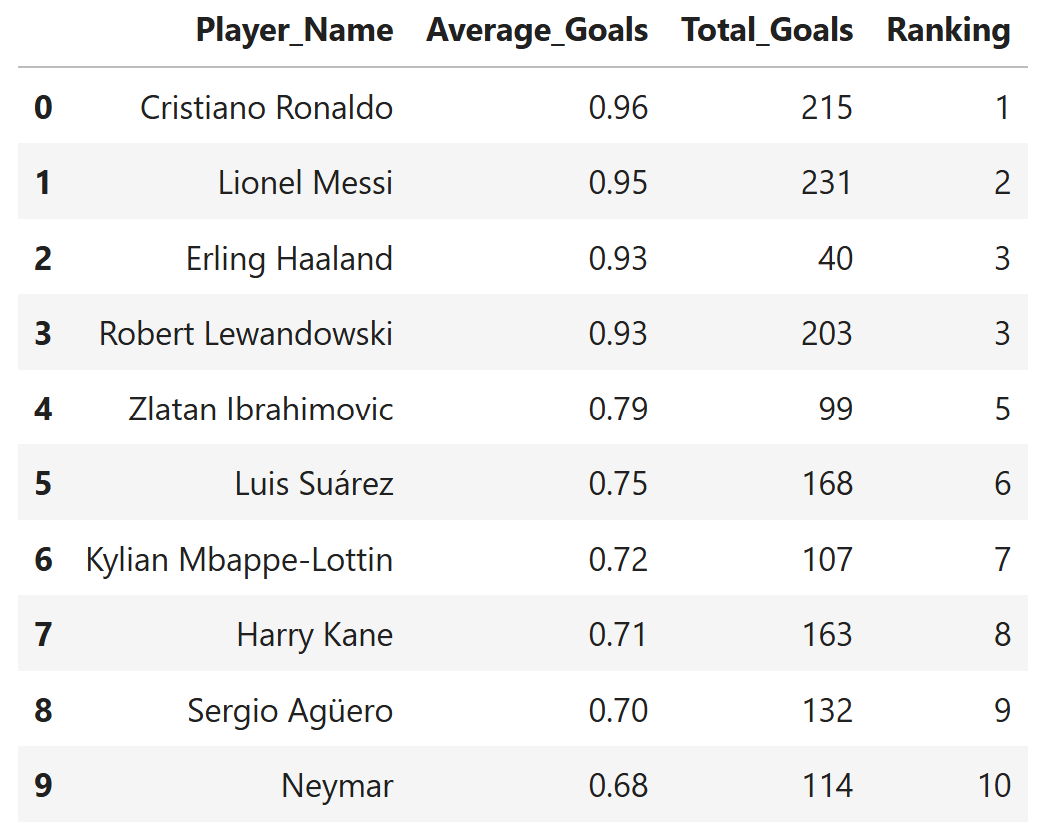 Player_Name Average_Goals Total_Goals Ranking
0 Cristiano Ronaldo 0.96 215 1
1 Lionel Messi 0.95 231 2
2 Erling Haaland 0.93 40 3
3 Robert Lewandowski 0.93 203 3
4 Zlatan Ibrahimovic 0.79 99 5
5 Luis Suárez 0.75 168 6
6 Kylian Mbappe-Lottin 0.72 107 7
7 Harry Kane 0.71 163 8
8 Sergio Agüero 0.70 132 9
9 Neymar 0.68 114 10